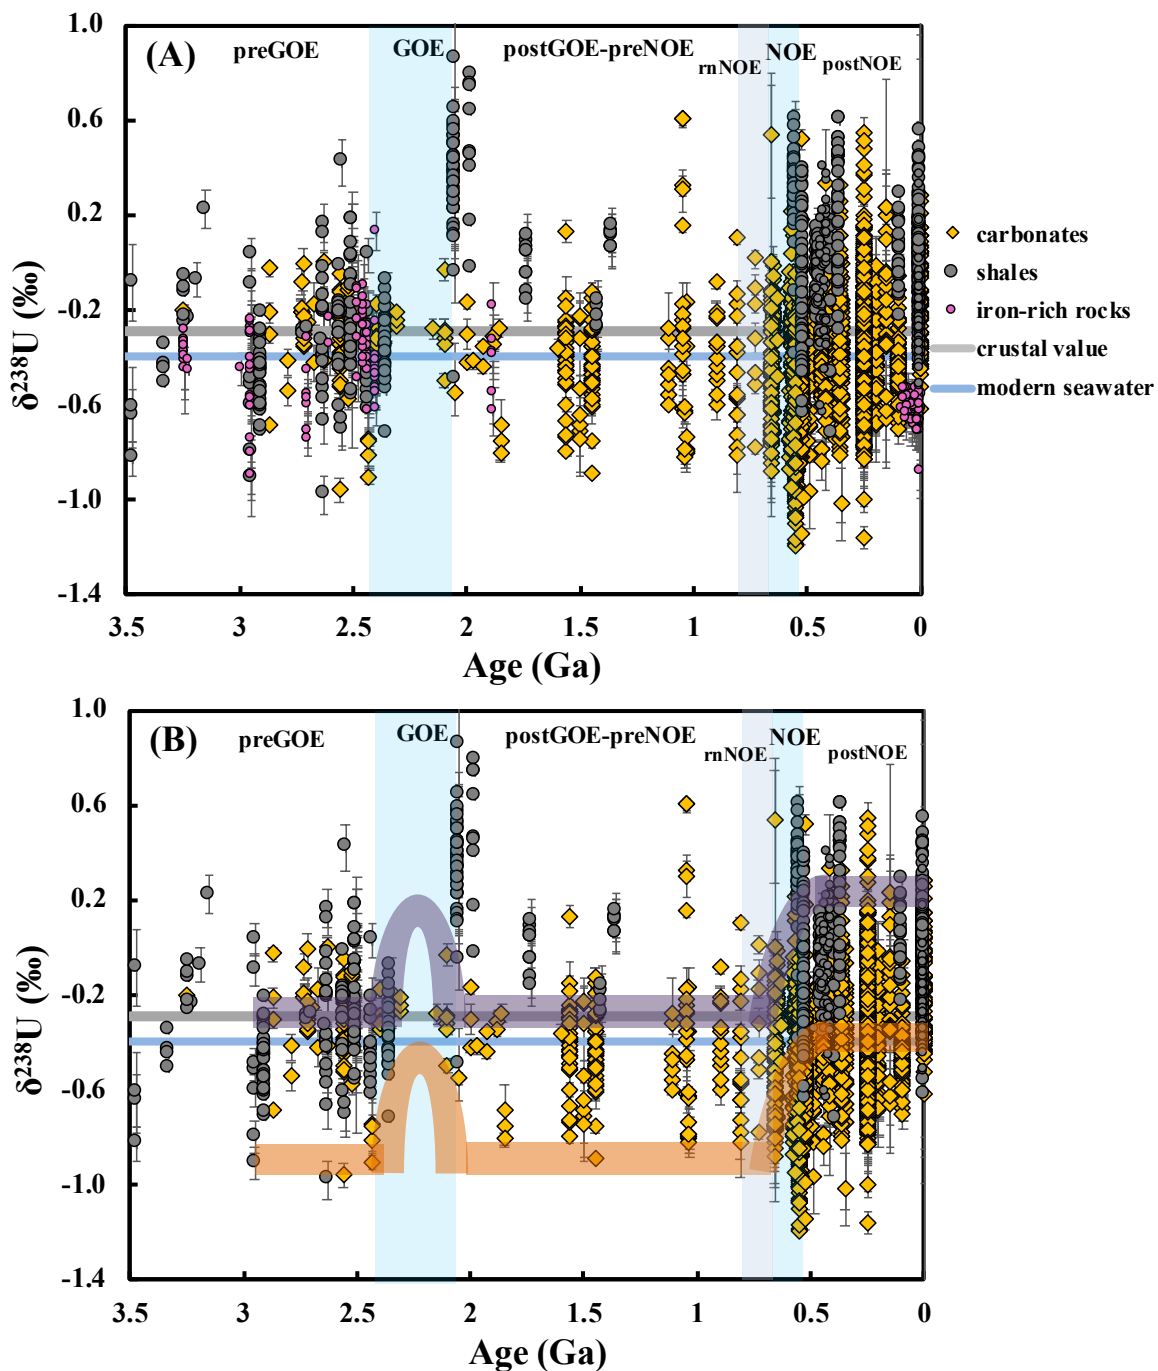 (A)
preGOE
GOE
postGOE-preNOE
rnNOE
NOE
postNOE
1.0
0.6
0.2
-0.2
-0.6
-1.0
-1.4
δ²³⁸U (‰)
3.5 3 2.5 2 1.5 1 0.5 0
Age (Ga)
carbonates
shales
iron-rich rocks
crustal value
modern seawater
(B)
preGOE
GOE
postGOE-preNOE
rnNOE
NOE
postNOE
1.0
0.6
0.2
-0.2
-0.6
-1.0
-1.4
δ²³⁸U (‰)
3.5 3 2.5 2 1.5 1 0.5 0
Age (Ga)